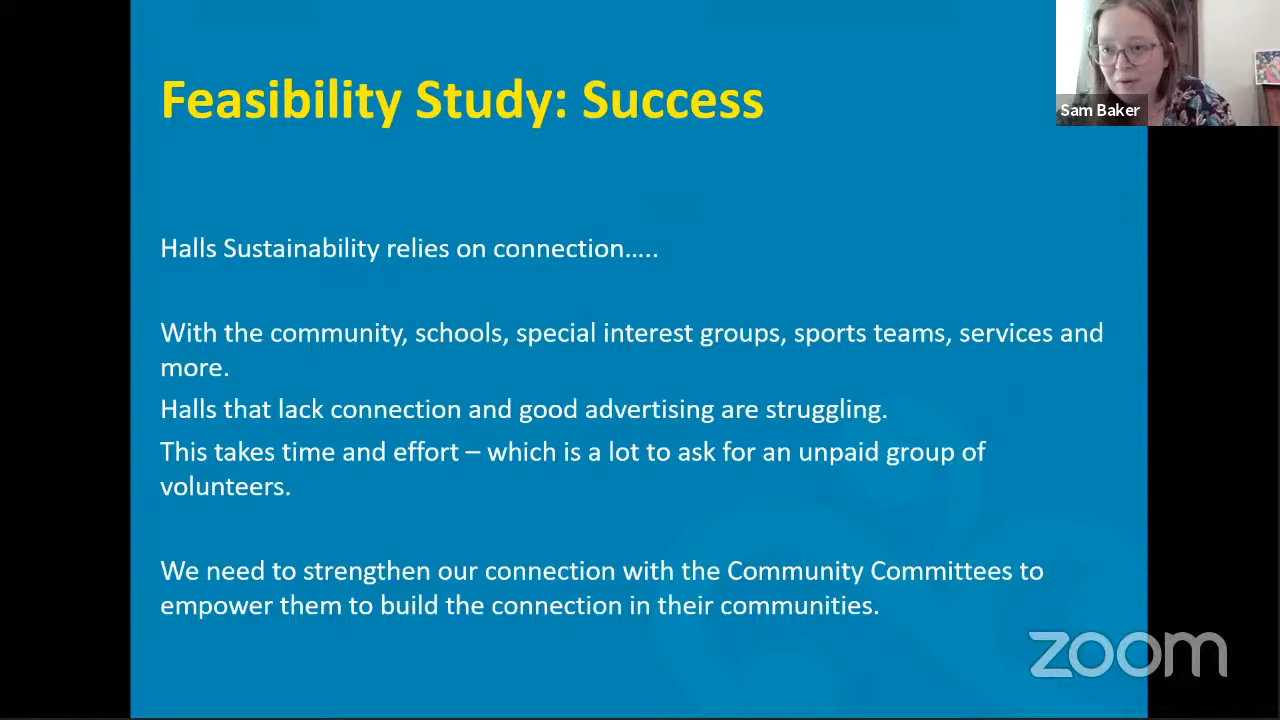 Feasibility Study: Success
Sam Baker
Halls Sustainability relies on connection…..
With the community, schools, special interest groups, sports teams, services and
more.
Halls that lack connection and good advertising are struggling.
This takes time and effort – which is a lot to ask for an unpaid group of
volunteers.
We need to strengthen our connection with the Community Committees to
empower them to build the connection in their communities.
zoom